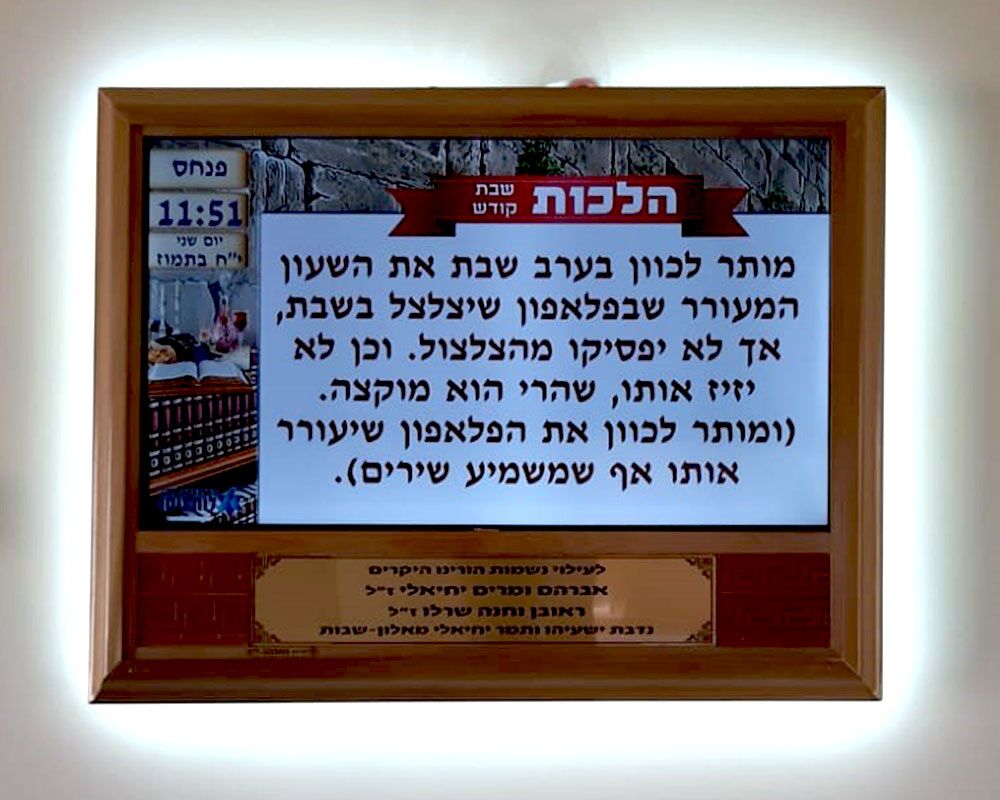 פנחס
11:51
יום שני
י״ח בתמוז
הלכות
שבת
קודש
מותר לכוון בערב שבת את השעון
המעורר שבפלאפון שיצלצל בשבת,
אך לא יפסיקו מהצלצול. וכן לא
יזיז אותו, שהרי הוא מוקצה.
(ומותר לכוון את הפלאפון שיעורר
אותו אף שמשמיע שירים).
לעילוי נשמות הורינו היקרים
אברהם ומרים יחיאלי ז״ל
ראובן וחנה שרלו ז״ל
נדבת ישעיהו ותמר יחיאלי מאלון-שבות